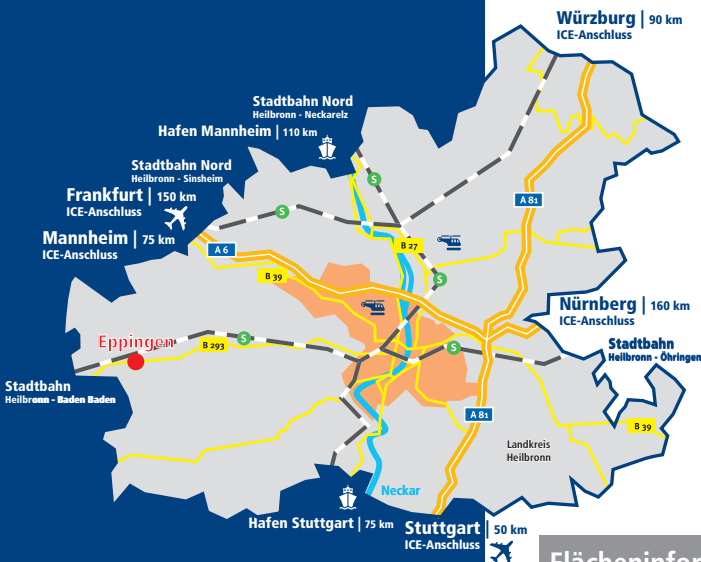 Würzburg | 90 km
ICE-Anschluss
Stadtbahn Nord
Heilbronn - Neckarelz
Hafen Mannheim | 110 km
Stadtbahn Nord
Heilbronn - Sinsheim
Frankfurt | 150 km
ICE-Anschluss
Mannheim | 75 km
ICE-Anschluss
S
S
A 81
A 6
B 27
B 39
S
Nürnberg | 160 km
ICE-Anschluss
Eppingen
B 293
S
S
Stadtbahn
Heilbronn - Öhringen
Stadtbahn
Heilbronn - Baden Baden
A 81
B 39
Landkreis
Heilbronn
Neckar
Hafen Stuttgart | 75 km
Stuttgart | 50 km
ICE-Anschluss
Flächeninfor